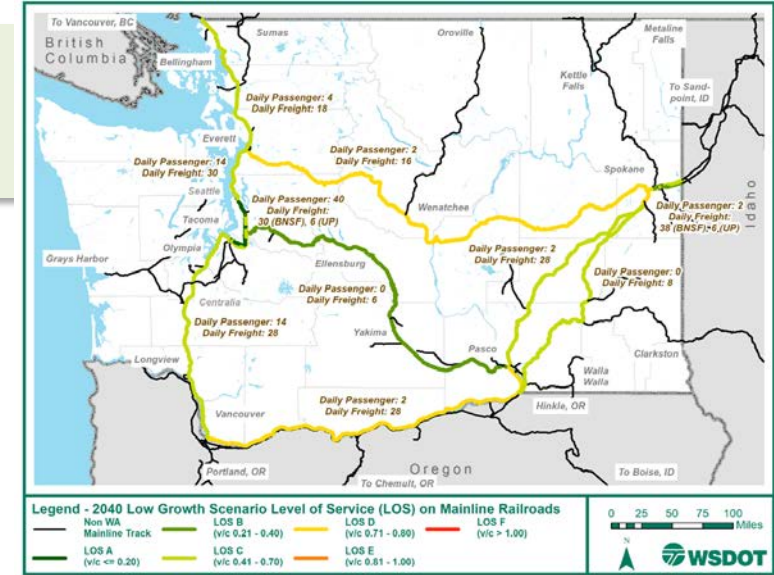 To Vancouver, BC
British
Columbia
Sumas
Bellingham
Oroville
Metaline
Falls
Kettle
Falls
To Sand-
point, ID
Daily Passenger: 4
Daily Freight: 18
Everett
Daily Passenger: 14
Daily Freight: 30
Daily Passenger: 2
Daily Freight: 16
Spokane
Seattle
Daily Passenger: 40
Daily Freight:
30 (BNSF), 6 (UP)
Wenatchee
Daily Passenger: 2
Daily Freight:
38 (BNSF), 6 (UP)
Idaho
Tacoma
Olympia
Grays Harbor
Ellensburg
Daily Passenger: 2
Daily Freight: 28
Daily Passenger: 0
Daily Freight: 6
Daily Passenger: 0
Daily Freight: 8
Centralia
Daily Passenger: 14
Daily Freight: 28
Yakima
Pasco
Longview
Clarkston
Walla
Walla
Daily Passenger: 2
Daily Freight: 28
Vancouver
Hinkle, OR
Portland, OR
Oregon
To Chemult, OR
To Boise, ID
Legend - 2040 Low Growth Scenario Level of Service (LOS) on Mainline Railroads
Non WA
Mainline Track
LOS B
(v/c 0.21 - 0.40)
LOS D
(v/c 0.71 - 0.80)
LOS F
(v/c > 1.00)
LOS A
(v/c <= 0.20)
LOS C
(v/c 0.41 - 0.70)
LOS E
(v/c 0.81 - 1.00)
0 25 50 75 100
Miles
N
WSDOT